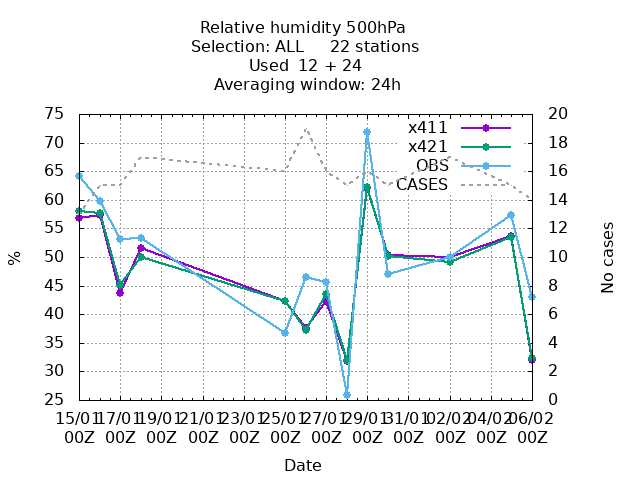 Relative humidity 500hPa
Selection: ALL 22 stations
Used 12 + 24
Averaging window: 24h
75
70
65
60
55
50
45
40
35
30
25
%
20
18
16
14
12
10
8
6
4
2
0
No cases
x411
x421
OBS
CASES
15/01 17/01 19/01 21/01 23/01 25/01 27/01 29/01 31/01 02/02 04/02 06/02
00Z 00Z 00Z 00Z 00Z 00Z 00Z 00Z 00Z 00Z 00Z 00Z
Date